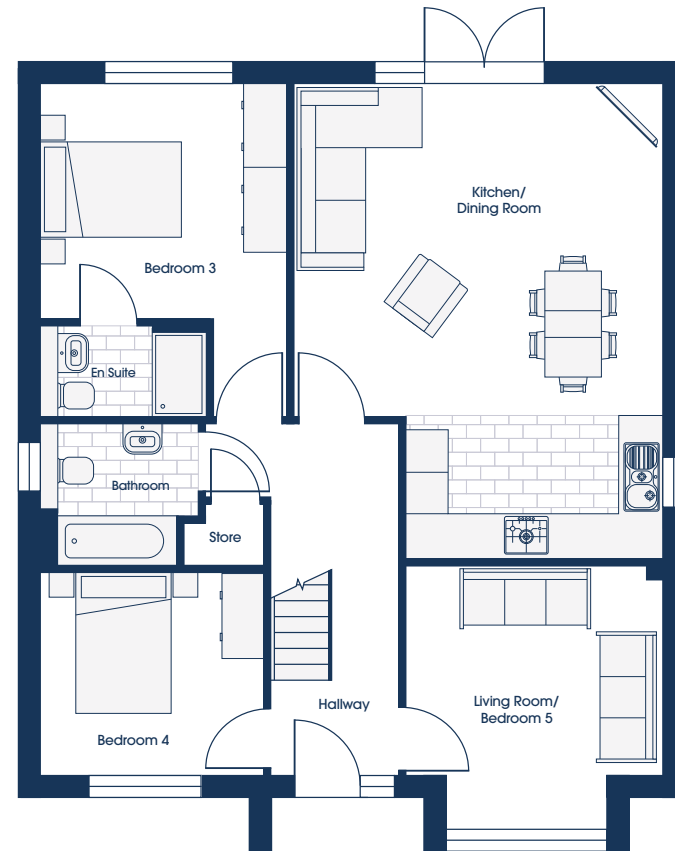 Kitchen/
Dining Room
Bedroom 3
En Suite
Bathroom
Store
Hallway
Living Room/
Bedroom 5
Bedroom 4